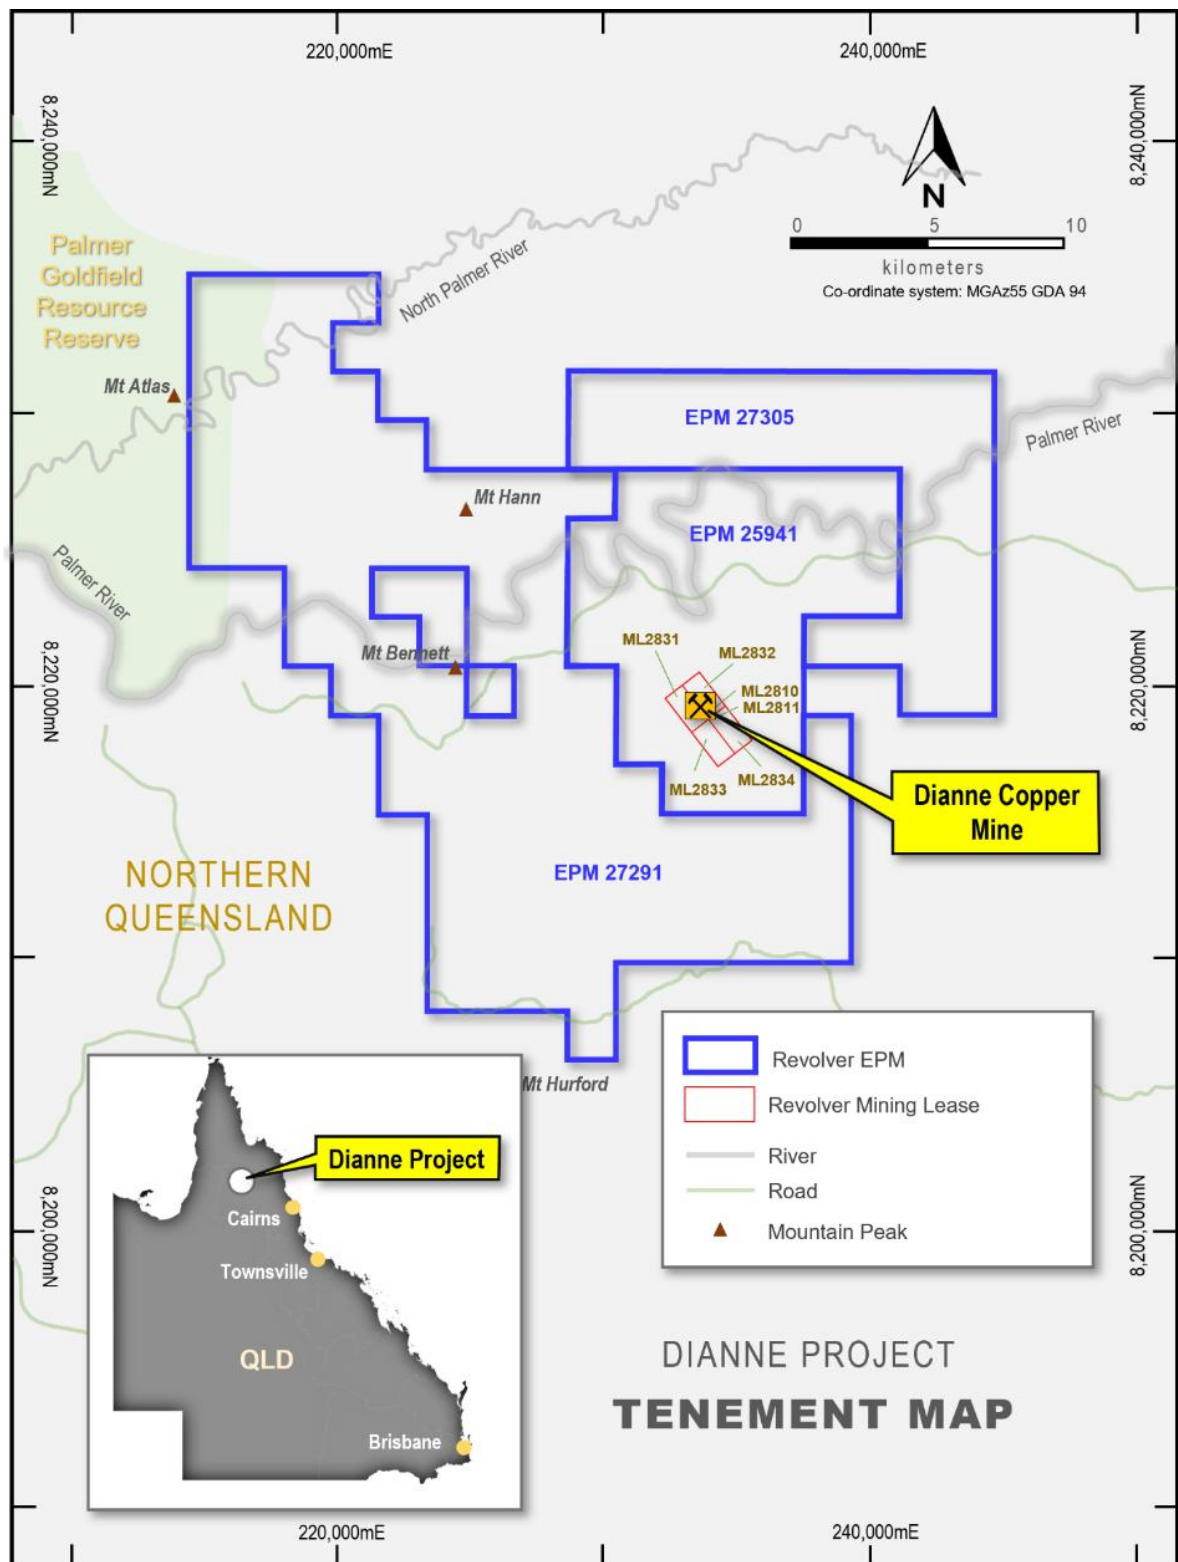 220,000mE
240,000mE
8,240,000mN
8,240,000mN
N
0 5 10
kilometers
Co-ordinate system: MGAz55 GDA 94
Palmer
Goldfield
Resource
Reserve
North Palmer River
Mt Atlas
EPM 27305
Palmer River
Mt Hann
EPM 25941
Palmer River
Mt Bennett
ML2831
ML2832
ML2810
ML2811
ML2833
ML2834
8,220,000mN
8,220,000mN
Dianne Copper
Mine
NORTHERN
QUEENSLAND
EPM 27291
Revolver EPM
Revolver Mining Lease
River
Road
Mountain Peak
Mt Hurford
Dianne Project
Cairns
Townsville
QLD
Brisbane
8,200,000mN
8,200,000mN
DIANNE PROJECT
TENEMENT MAP
220,000mE
240,000mE